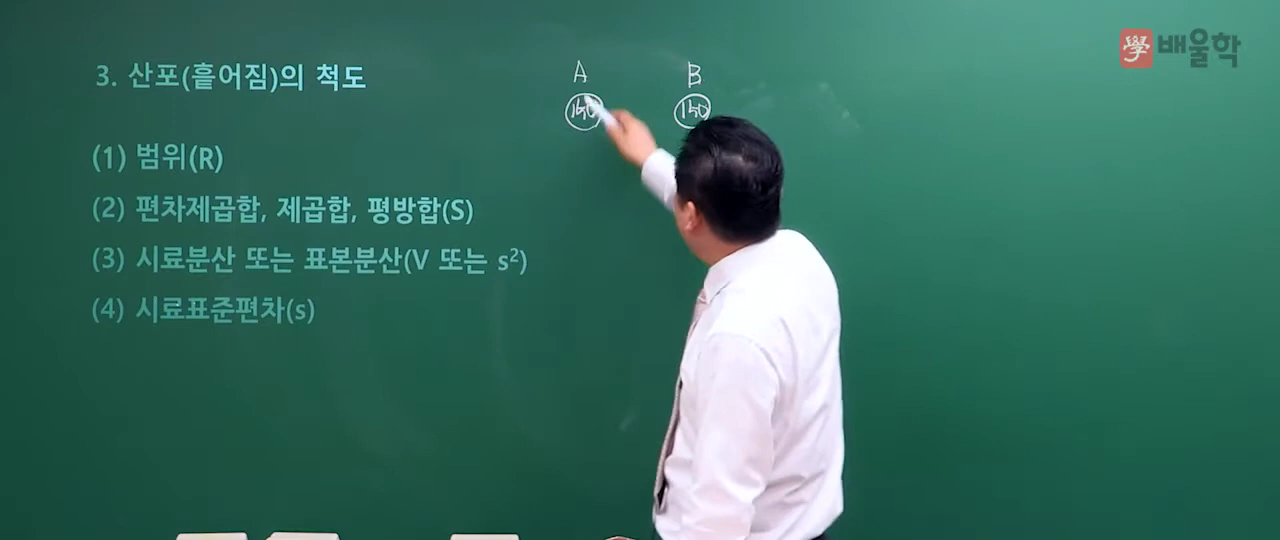 學배울학
3. 산포(흩어짐)의 척도
A B
150 150
(1) 범위(R)
(2) 편차제곱합, 제곱합, 평방합(S)
(3) 시료분산 또는 표본분산(V 또는 s²)
(4) 시료표준편차(s)